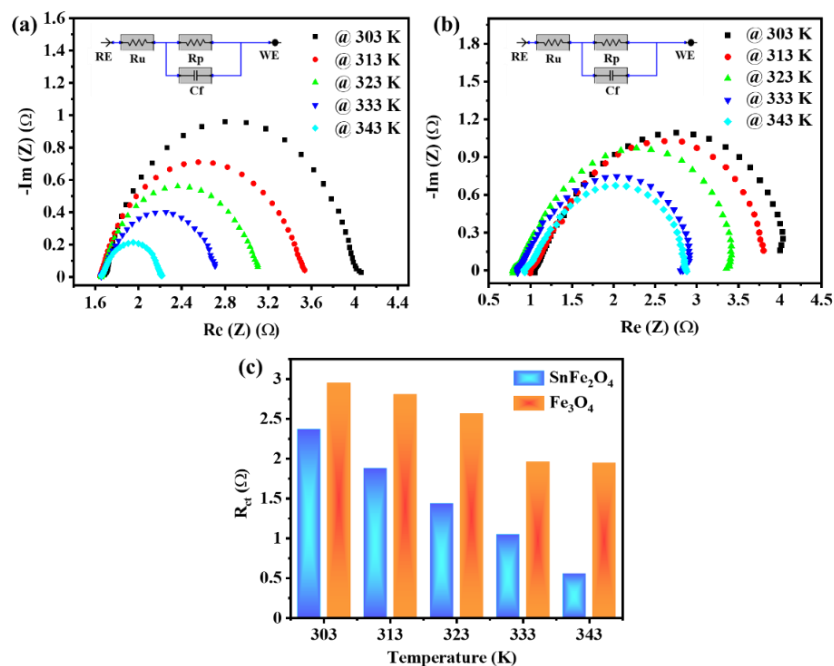 (a)
1.6
1.4
1.2
1
0.8
0.6
0.4
0.2
0
-Im (Z) (Ω)
RE
Ru
Rp
Cf
WE
@ 303 K
@ 313 K
@ 323 K
@ 333 K
@ 343 K
1.6 2 2.4 2.8 3.2 3.6 4 4.4
Rc (Z) (Ω)
(b)
1.8
1.5
1.2
0.9
0.6
0.3
0
-Im (Z) (Ω)
RE
Ru
Rp
Cf
WE
@ 303 K
@ 313 K
@ 323 K
@ 333 K
@ 343 K
0.5 1 1.5 2 2.5 3 3.5 4 4.5
Re (Z) (Ω)
(c)
3
2.5
2
1.5
1
0.5
0
Rct (Ω)
SnFe₂O₄
Fe₃O₄
303 313 323 333 343
Temperature (K)